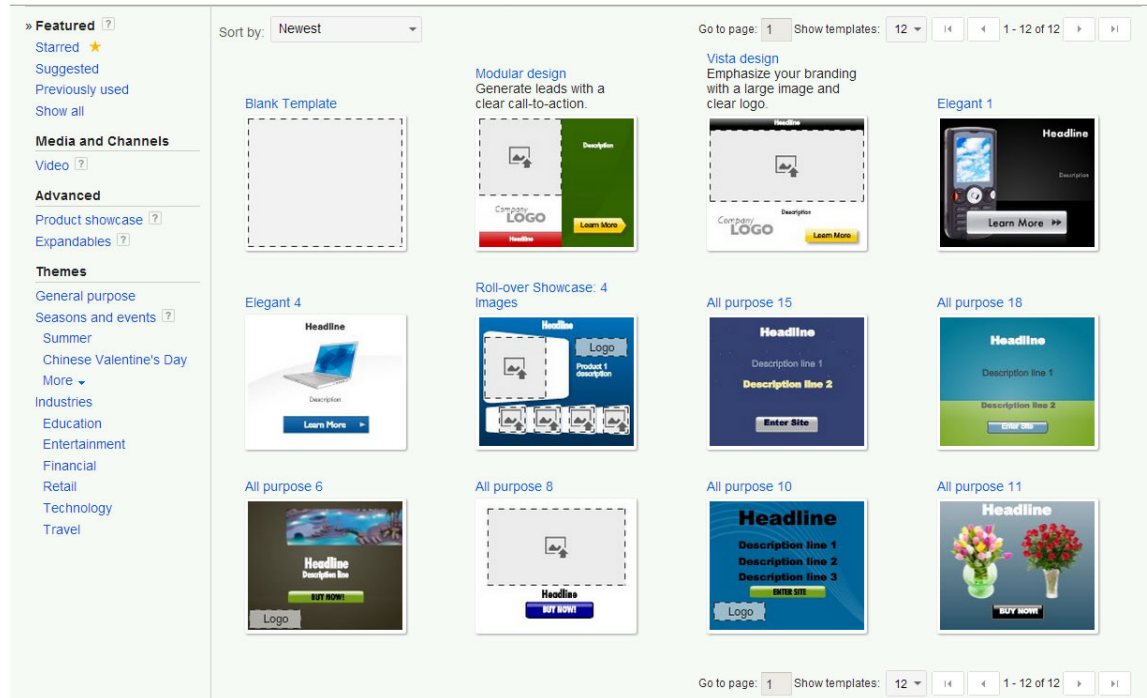 » Featured ?
Starred
Suggested
Previously used
Show all
Media and Channels
Video ?
Advanced
Product showcase ?
Expandables ?
Themes
General purpose
Seasons and events ?
Summer
Chinese Valentine's Day
More
Industries
Education
Entertainment
Financial
Retail
Technology
Travel
Sort by: Newest
Go to page: 1 Show templates: 12 1 - 12 of 12
Blank Template
Modular design
Generate leads with a
clear call-to-action.
Description
Company
LOGO
Learn More
Headline
Vista design
Emphasize your branding
with a large image and
clear logo.
Headline
Description
Company
LOGO
Learn More
Elegant 1
Headline
Description
Learn More
Elegant 4
Headline
Description
Learn More
Roll-over Showcase: 4
Images
Headline
Logo
Product 1
description
All purpose 15
Headline
Description line 1
Description line 2
Enter Site
All purpose 18
Headline
Description line 1
Description line 2
Enter Site
All purpose 6
Headline
Description line
BUY NOW!
Logo
All purpose 8
Headline
BUY NOW!
All purpose 10
Headline
Description line 1
Description line 2
Description line 3
ENTER SITE
Logo
All purpose 11
Headline
BUY NOW!
Go to page: 1 Show templates: 12 1 - 12 of 12